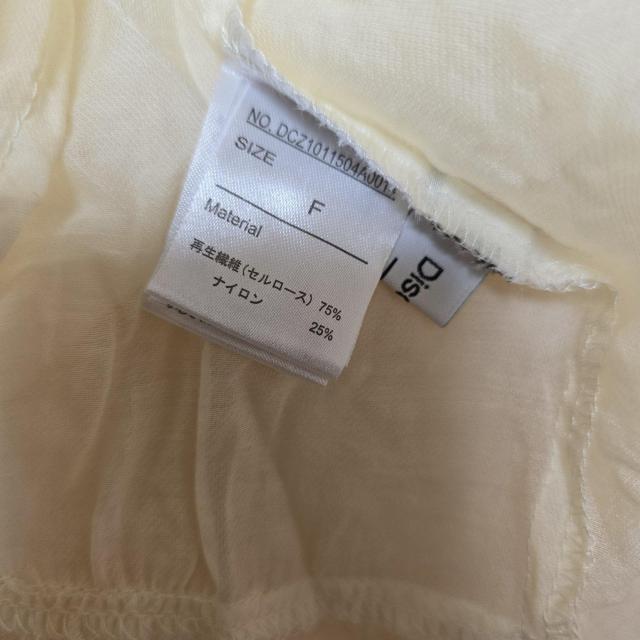 NO. DCZ1011504A001
SIZE
F
Material
再生繊維(セルロース) 75%
ナイロン 25%
Dis